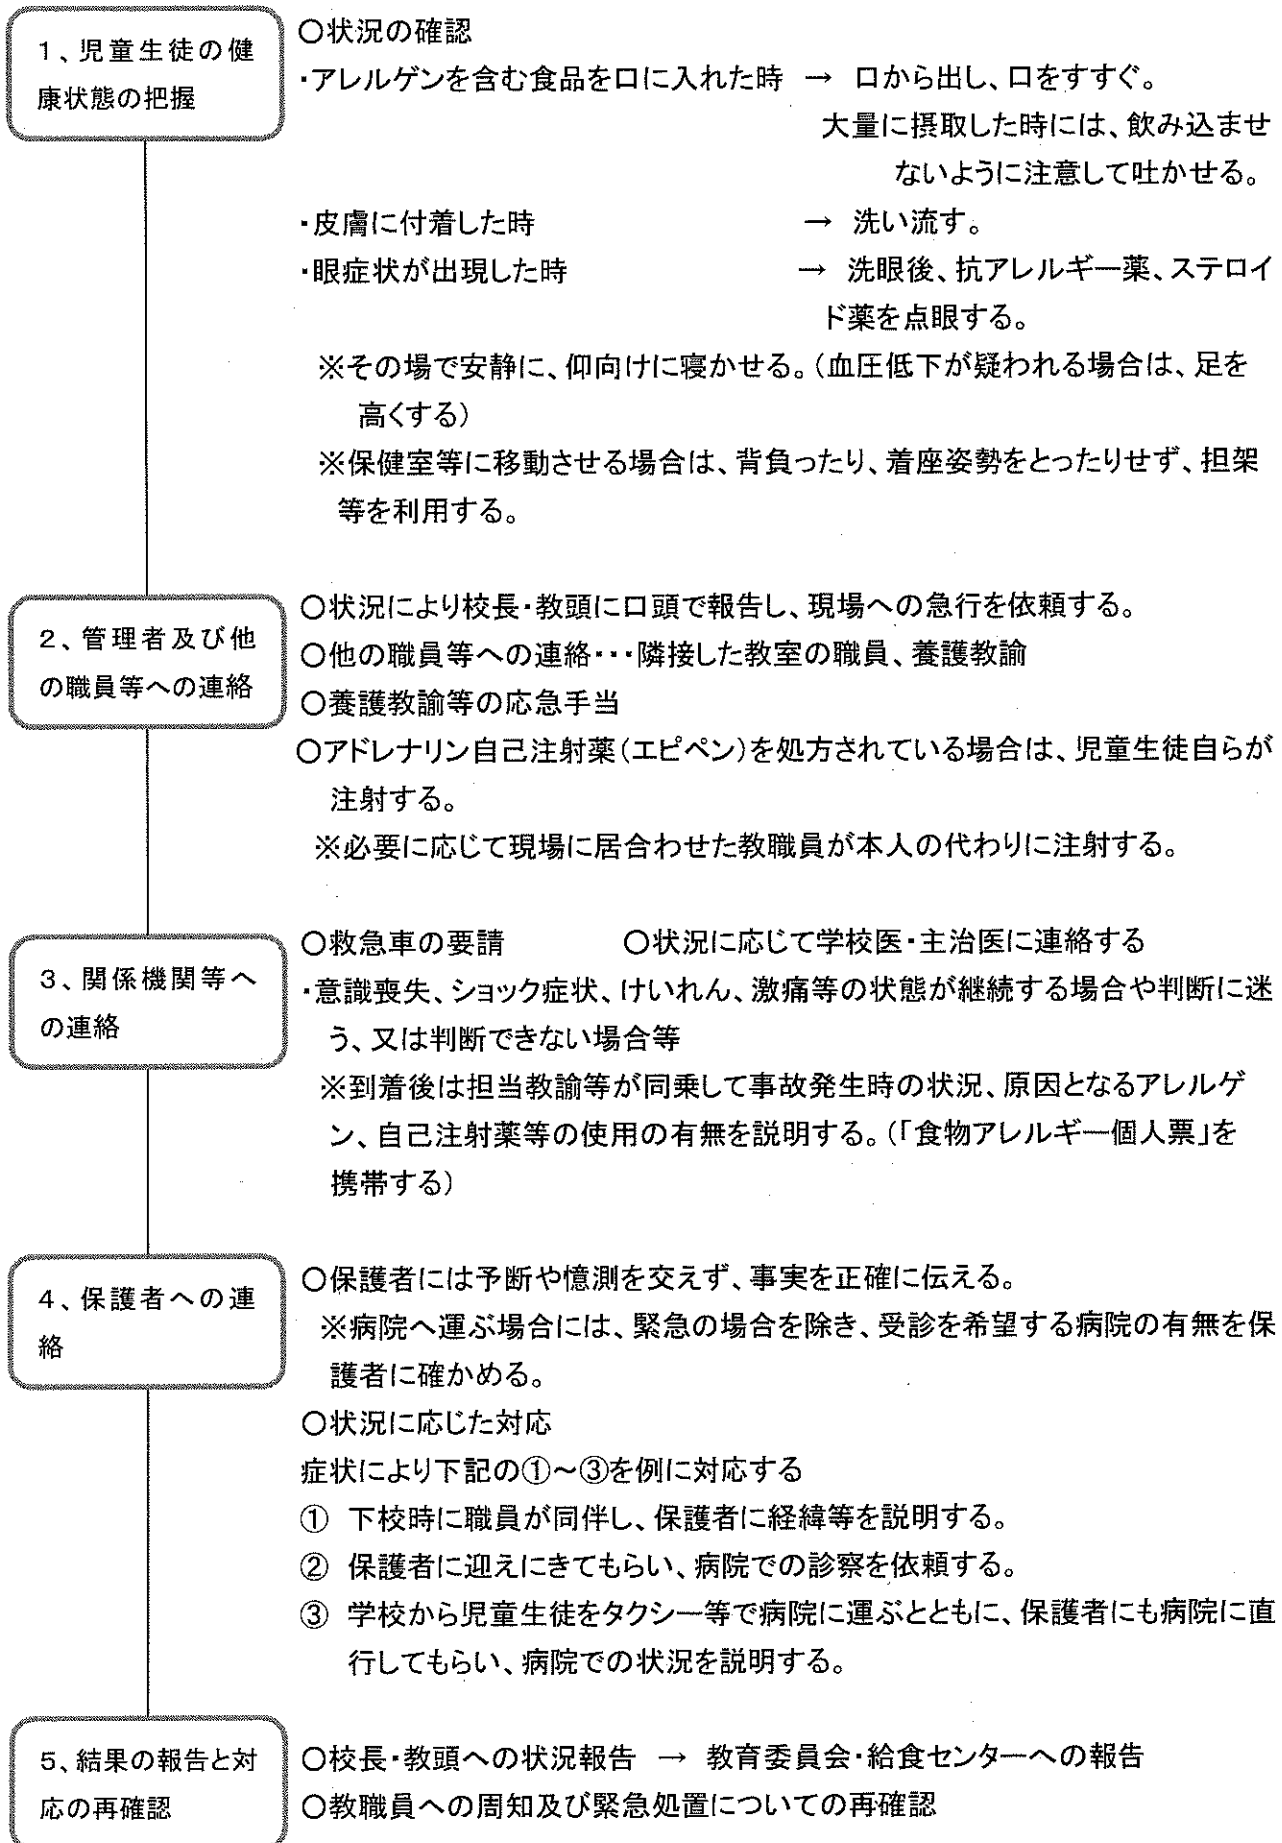 1、児童生徒の健
康状態の把握
〇状況の確認
・アレルゲンを含む食品を口に入れた時 → 口から出し、口をすすぐ。
大量に摂取した時には、飲み込ませ
ないように注意して吐かせる。
・皮膚に付着した時 → 洗い流す。
・眼症状が出現した時 → 洗眼後、抗アレルギー薬、ステロイ
ド薬を点眼する。
※その場で安静に、仰向けに寝かせる。(血圧低下が疑われる場合は、足を
高くする)
※保健室等に移動させる場合は、背負ったり、着座姿勢をとったりせず、担架
等を利用する。
2、管理者及び他
の職員等への連絡
〇状況により校長・教頭に口頭で報告し、現場への急行を依頼する。
〇他の職員等への連絡・・・隣接した教室の職員、養護教諭
〇養護教諭等の応急手当
〇アドレナリン自己注射薬(エピペン)を処方されている場合は、児童生徒自らが
注射する。
※必要に応じて現場に居合わせた教職員が本人の代わりに注射する。
3、関係機関等へ
の連絡
〇救急車の要請 〇状況に応じて学校医・主治医に連絡する
・意識喪失、ショック症状、けいれん、激痛等の状態が継続する場合や判断に迷
う、又は判断できない場合等
※到着後は担当教諭等が同乗して事故発生時の状況、原因となるアレルゲ
ン、自己注射薬等の使用の有無を説明する。(「食物アレルギー個人票」を
携帯する)
4、保護者への連
絡
〇保護者には予断や憶測を交えず、事実を正確に伝える。
※病院へ運ぶ場合には、緊急の場合を除き、受診を希望する病院の有無を保
護者に確かめる。
〇状況に応じた対応
症状により下記の①～③を例に対応する
① 下校時に職員が同伴し、保護者に経緯等を説明する。
② 保護者に迎えにきてもらい、病院での診察を依頼する。
③ 学校から児童生徒をタクシー等で病院に運ぶとともに、保護者にも病院に直
行してもらい、病院での状況を説明する。
5、結果の報告と対
応の再確認
〇校長・教頭への状況報告 → 教育委員会・給食センターへの報告
〇教職員への周知及び緊急処置についての再確認